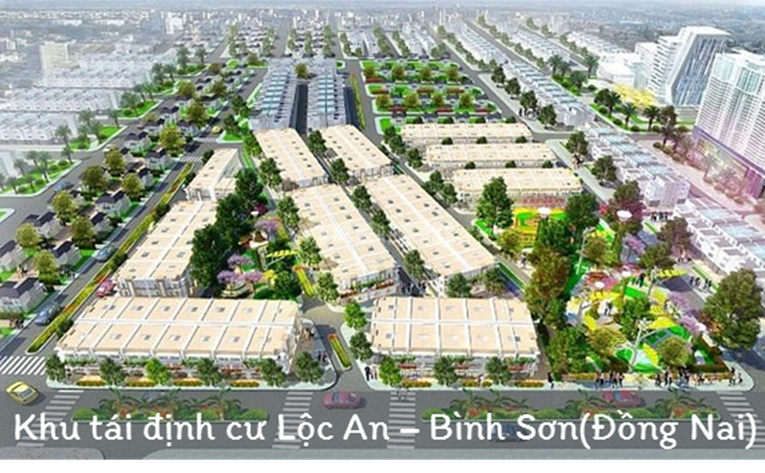 Khu tái định cư Lộc An – Bình Sơn(Đồng Nai)